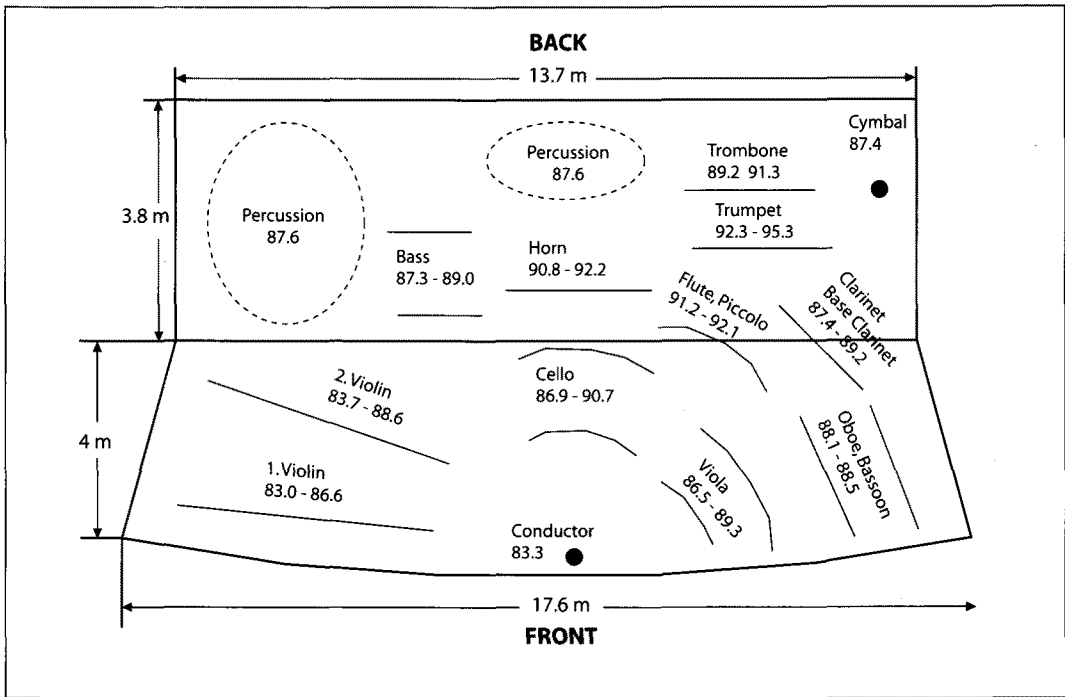 BACK
13.7 m
Cymbal
87.4
Percussion
87.6
Trombone
89.2 91.3
3.8 m
Percussion
87.6
Trumpet
92.3 - 95.3
Bass
87.3 - 89.0
Horn
90.8 - 92.2
Flute, Piccolo
91.2 - 92.1
Clarinet
Base Clarinet
87.4 - 89.2
2. Violin
83.7 - 88.6
Cello
86.9 - 90.7
4 m
Oboe, Bassoon
88.1 - 88.5
1. Violin
83.0 - 86.6
Viola
86.5 - 89.3
Conductor
83.3
17.6 m
FRONT